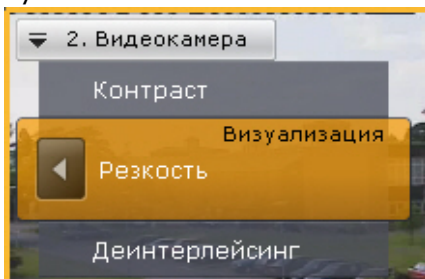 2. Видеокамера
Контраст
Визуализация
Резкость
Деинтерлейсинг